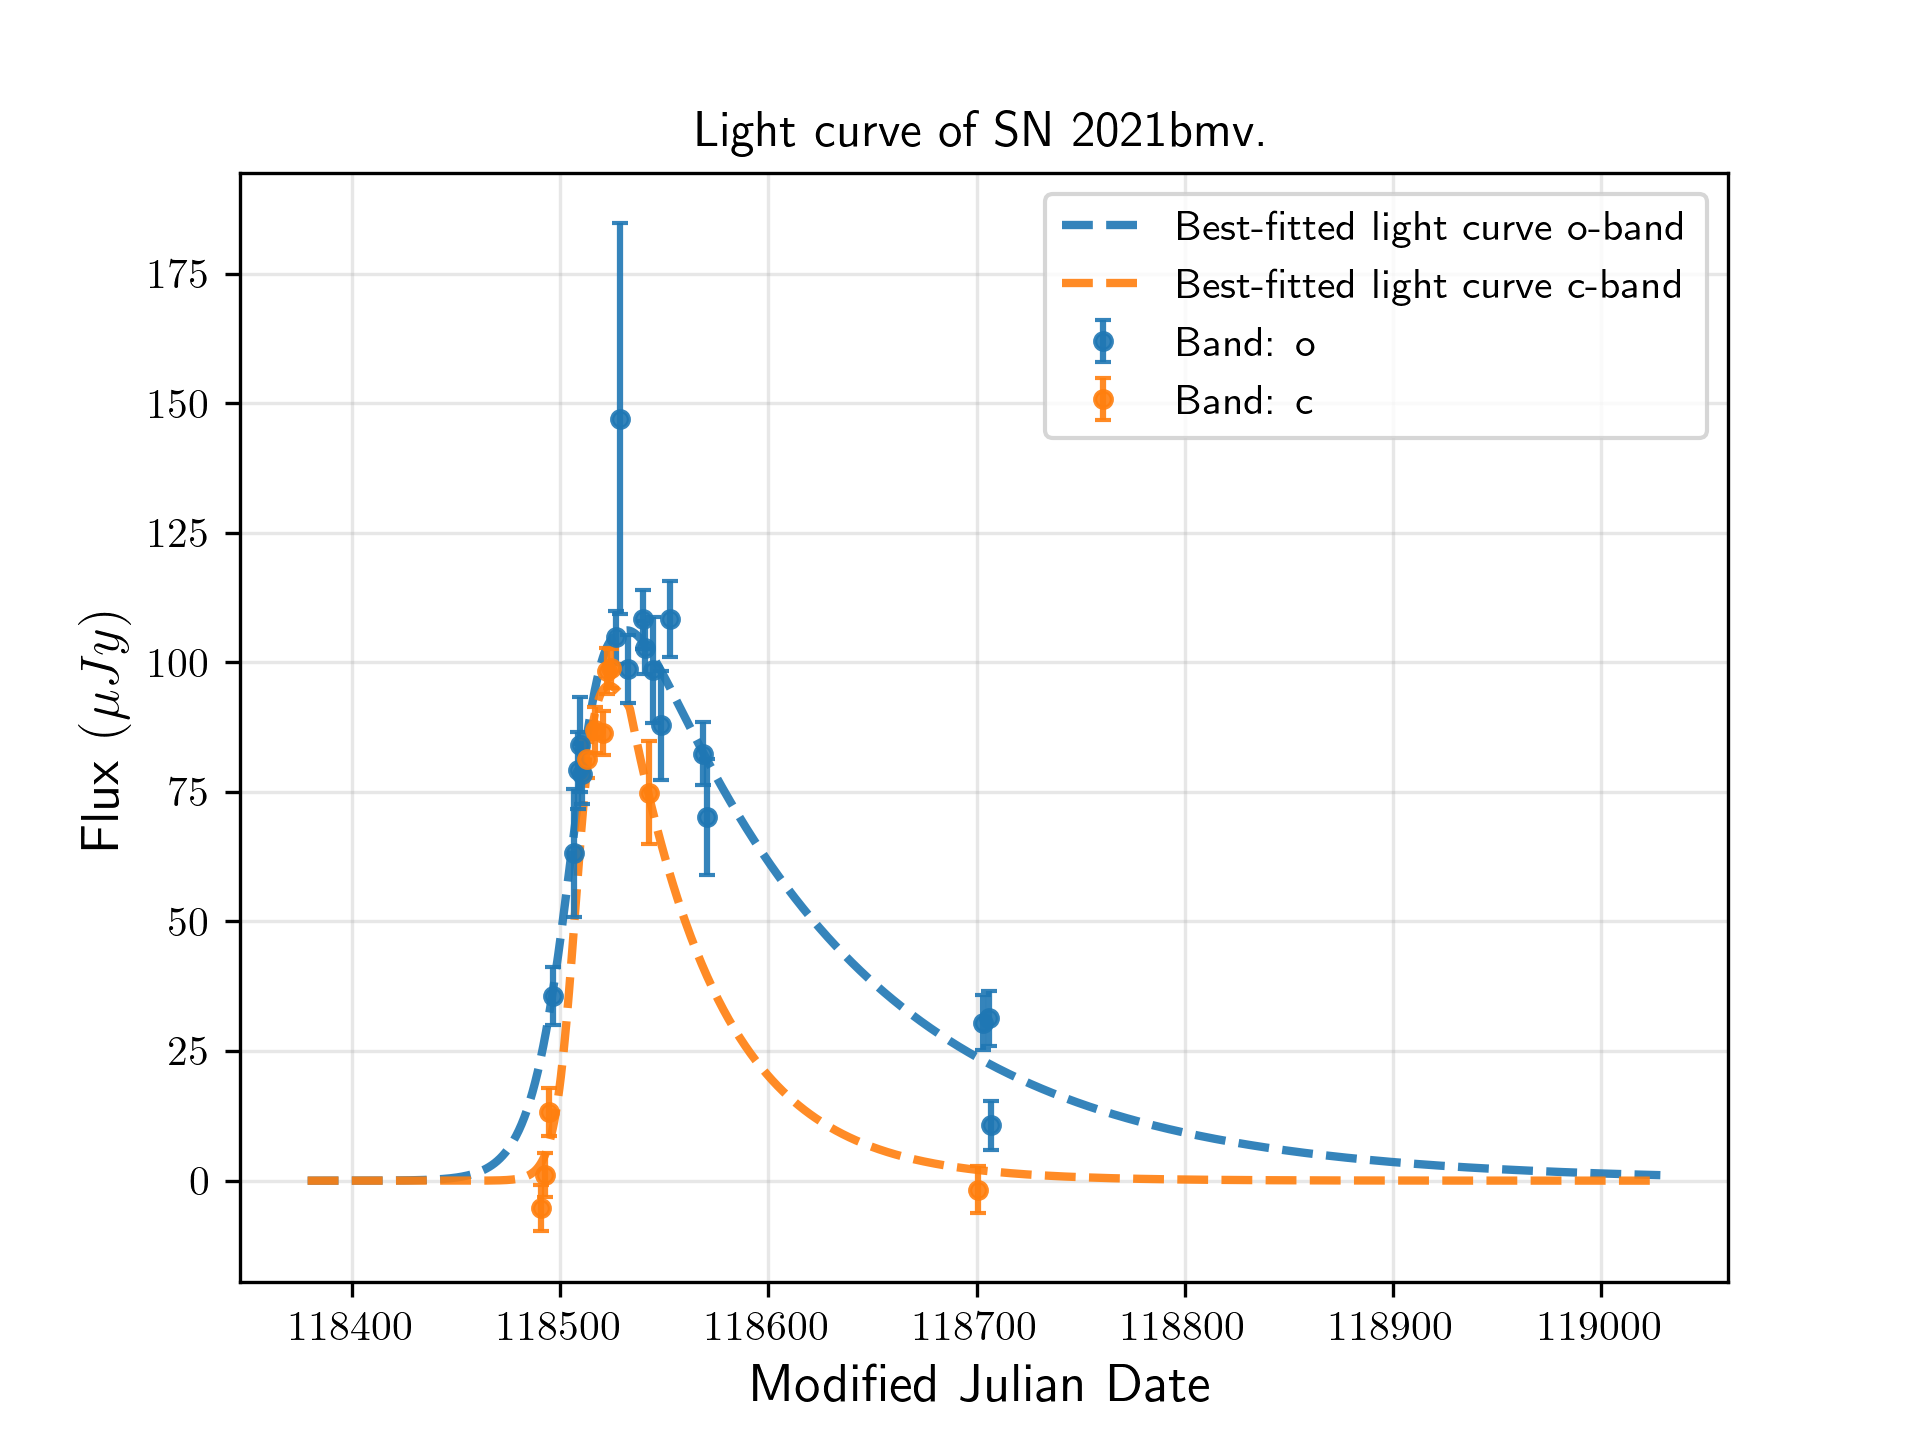 Light curve of SN 2021bmv.
Best-fitted light curve o-band
Best-fitted light curve c-band
Band: o
Band: c
175
150
125
100
75
50
25
0
Flux (μJy)
118400 118500 118600 118700 118800 118900 119000
Modified Julian Date